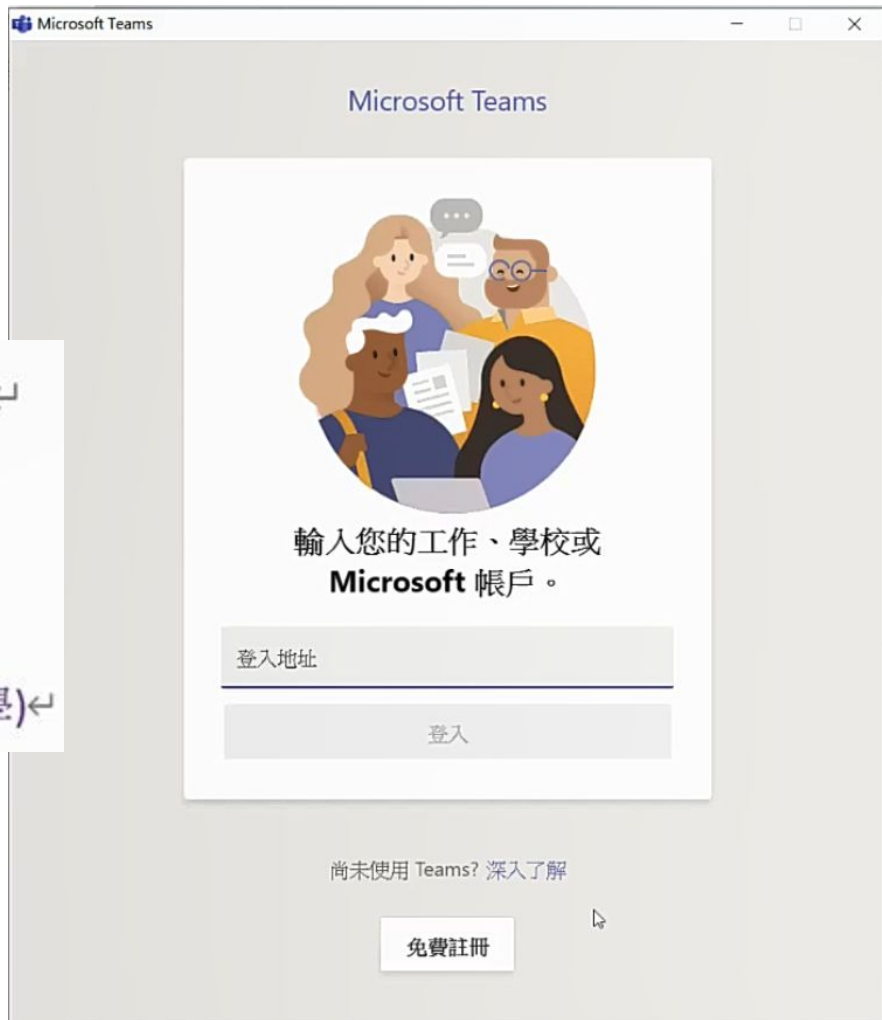 Microsoft Teams
Microsoft Teams
輸入您的工作、學校或
Microsoft 帳戶。
登入地址
登入
尚未使用 Teams? 深入了解
免費註冊